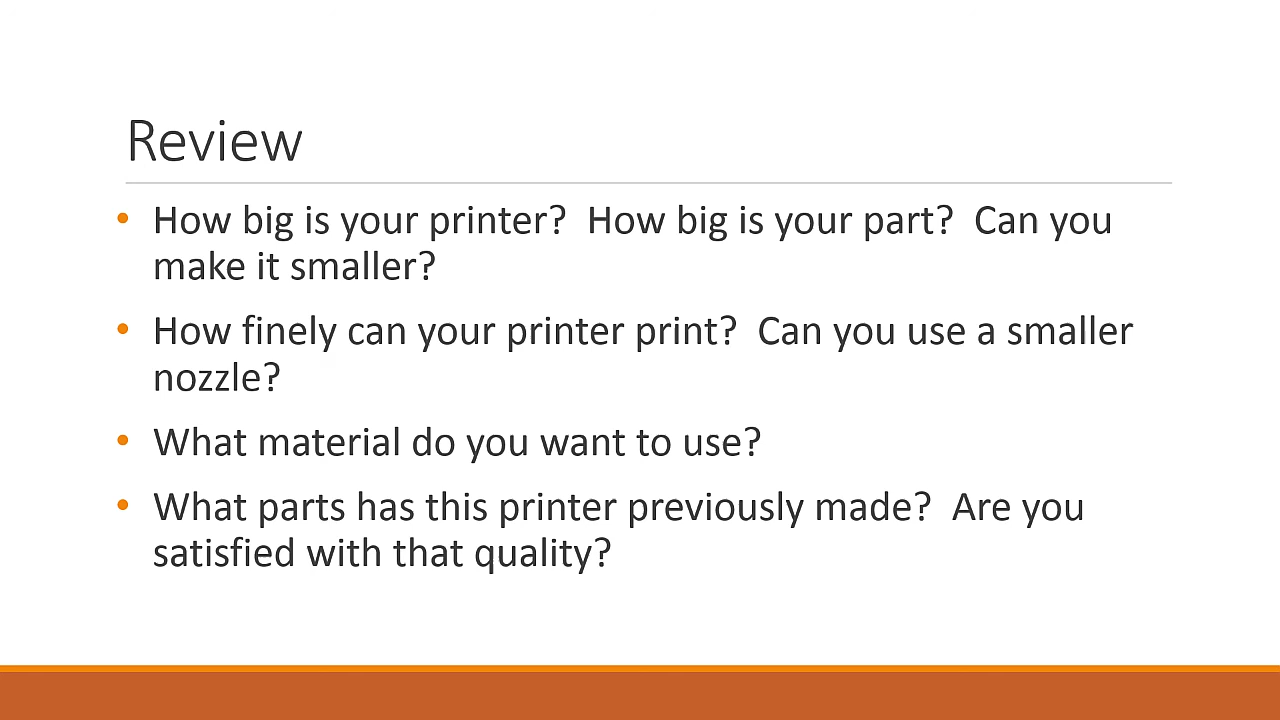 Review
• How big is your printer?  How big is your part?  Can you
make it smaller?
• How finely can your printer print?  Can you use a smaller
nozzle?
• What material do you want to use?
• What parts has this printer previously made?  Are you
satisfied with that quality?